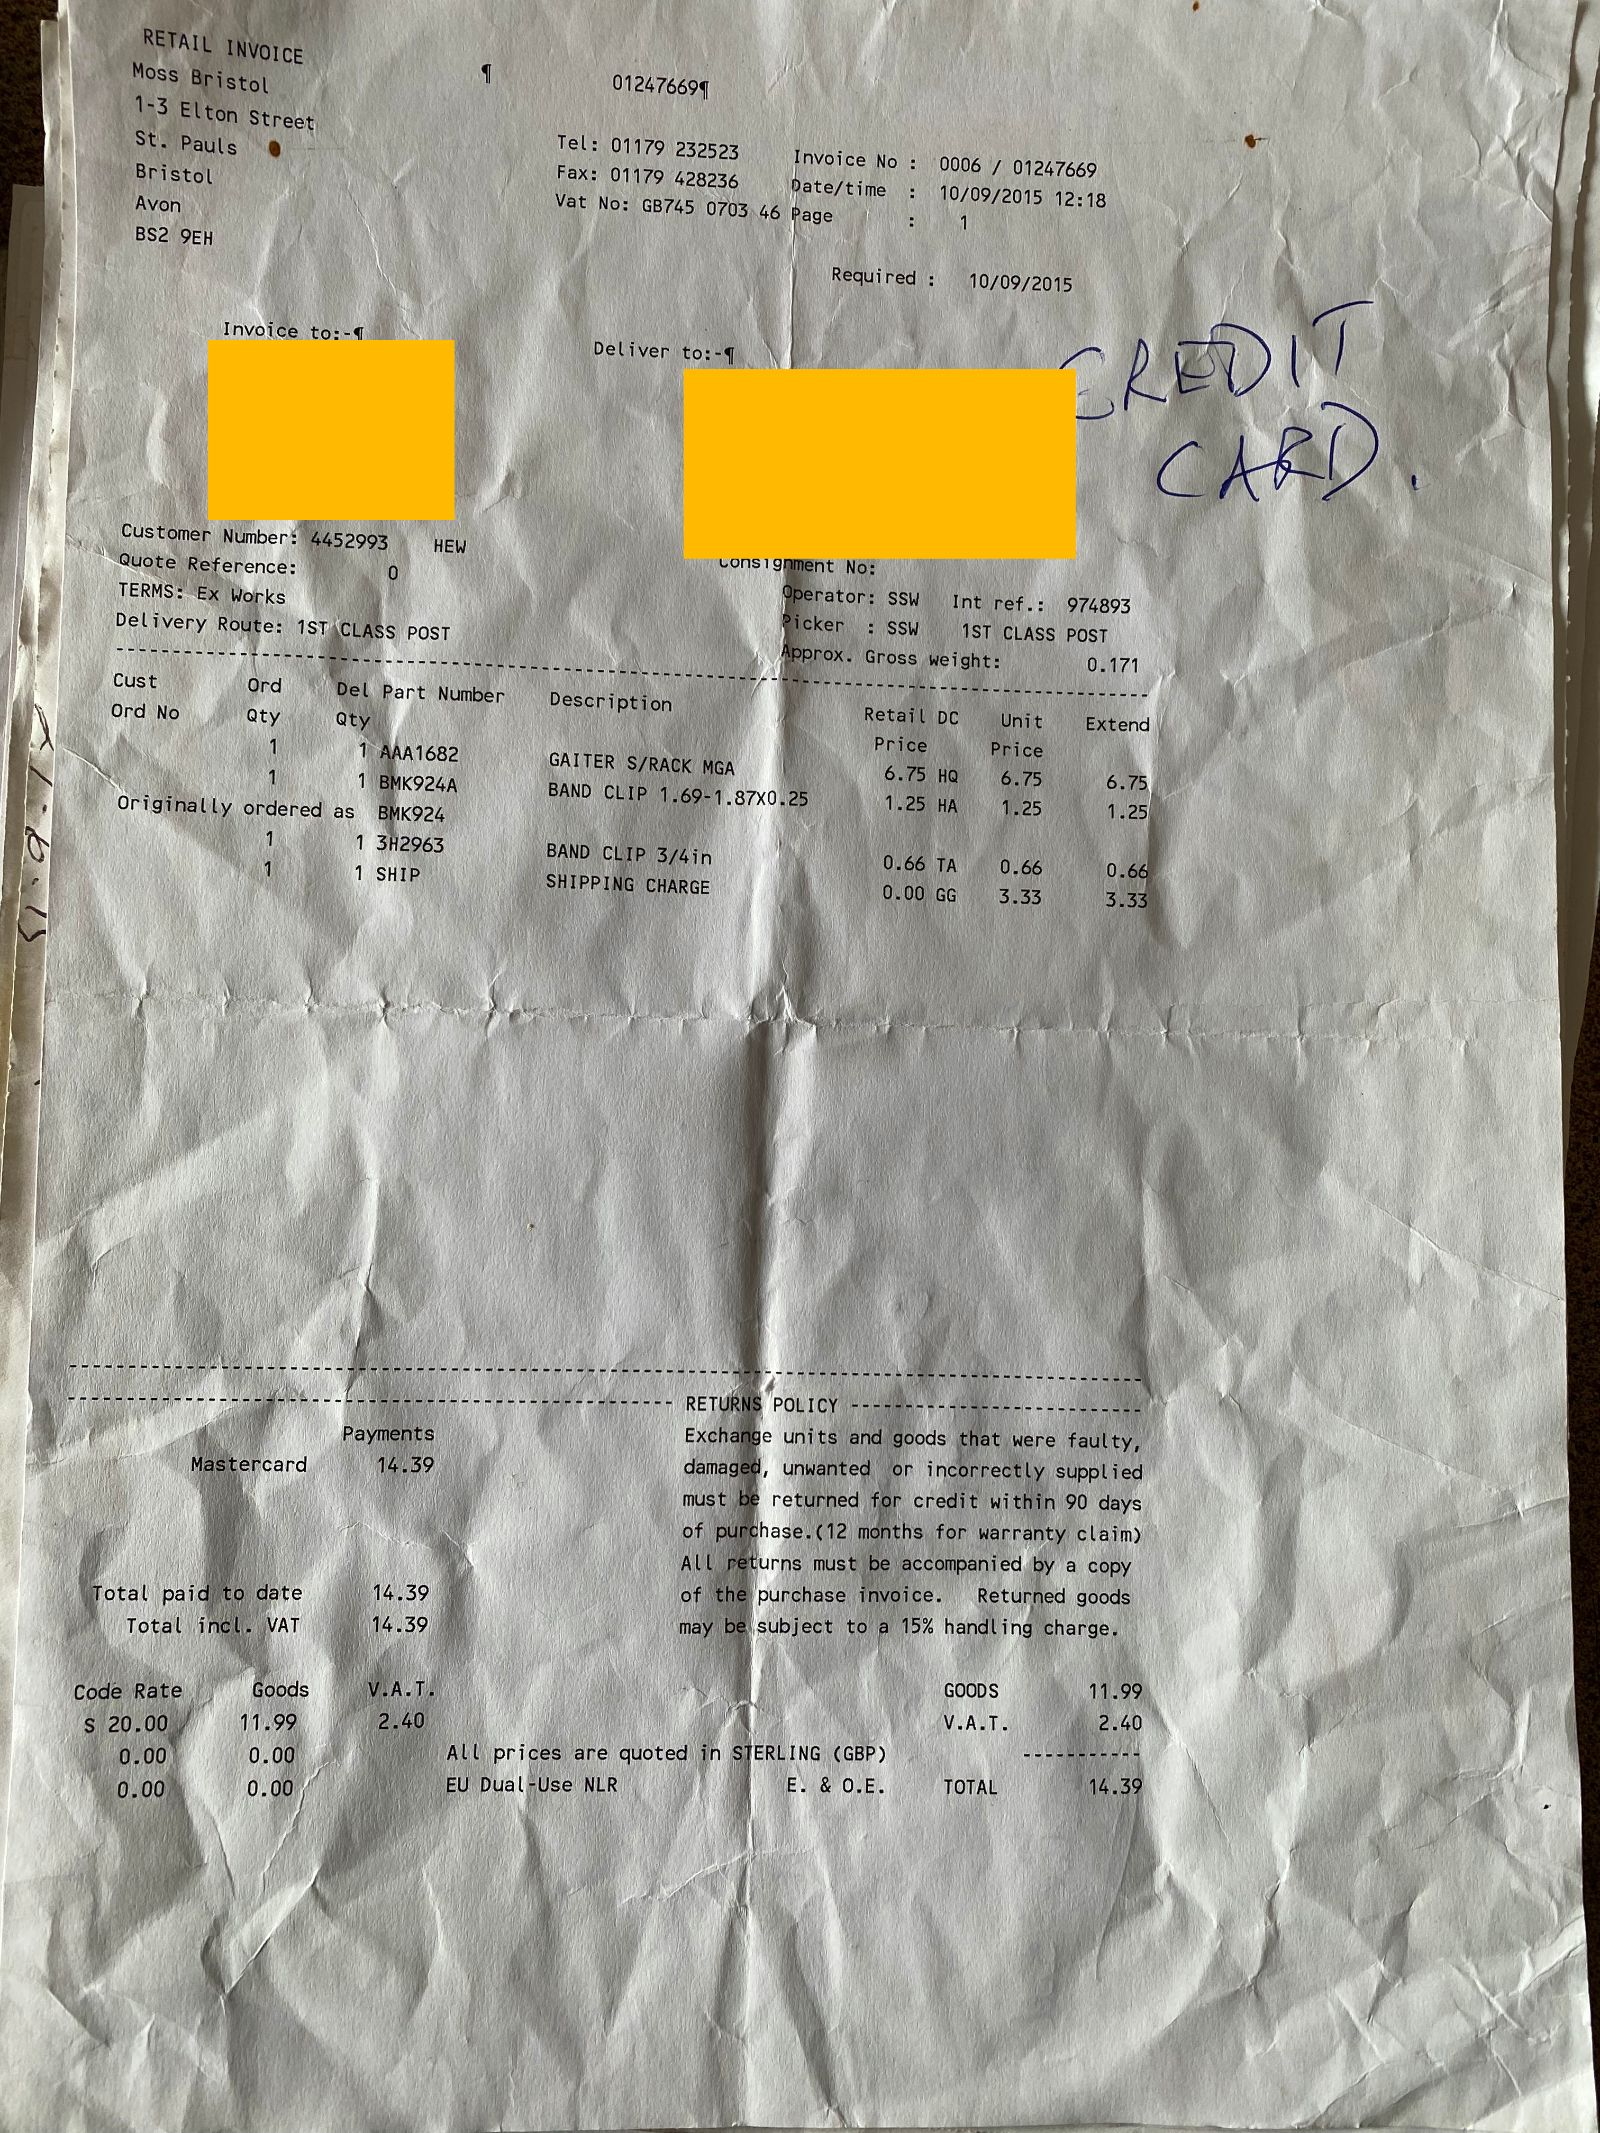 RETAIL INVOICE
Moss Bristol ¶ 01247669¶
1-3 Elton Street
St. Pauls Tel: 01179 232523 Invoice No : 0006 / 01247669
Bristol Fax: 01179 428236 Date/time : 10/09/2015 12:18
Avon Vat No: GB745 0703 46 Page : 1
BS2 9EH
Required : 10/09/2015
Invoice to:-¶ Deliver to:-¶
CREDIT
CARD.
Customer Number: 4452993 HEW
Quote Reference: 0 Consignment No:
TERMS: Ex Works Operator: SSW Int ref.: 974893
Delivery Route: 1ST CLASS POST Picker : SSW 1ST CLASS POST
Approx. Gross weight: 0.171
Cust Ord Del Part Number Description Retail DC Unit Extend
Ord No Qty Qty Price Price
1 1 AAA1682 GAITER S/RACK MGA 6.75 HQ 6.75 6.75
1 1 BMK924A BAND CLIP 1.69-1.87X0.25 1.25 HA 1.25 1.25
Originally ordered as BMK924
1 1 3H2963 BAND CLIP 3/4in 0.66 TA 0.66 0.66
1 1 SHIP SHIPPING CHARGE 0.00 GG 3.33 3.33
RETURNS POLICY
Payments Exchange units and goods that were faulty,
Mastercard 14.39 damaged, unwanted or incorrectly supplied
must be returned for credit within 90 days
of purchase.(12 months for warranty claim)
All returns must be accompanied by a copy
Total paid to date 14.39 of the purchase invoice. Returned goods
Total incl. VAT 14.39 may be subject to a 15% handling charge.
Code Rate Goods V.A.T. GOODS 11.99
S 20.00 11.99 2.40 V.A.T. 2.40
0.00 0.00 All prices are quoted in STERLING (GBP) -----------
0.00 0.00 EU Dual-Use NLR E. & O.E. TOTAL 14.39